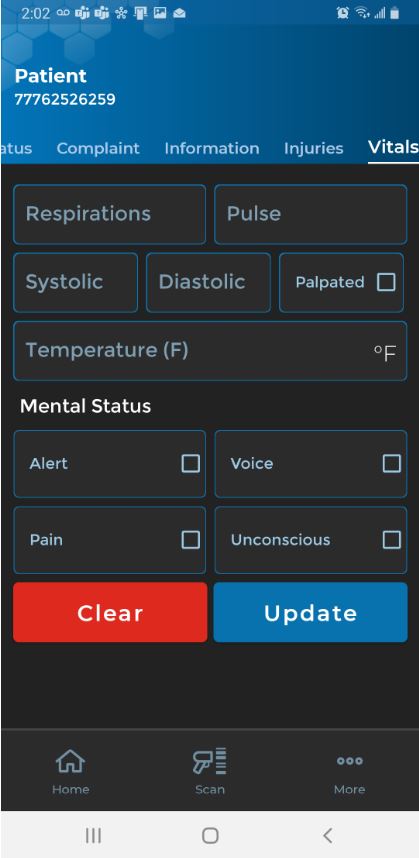 2:02
Patient
77762526259
atus Complaint Information Injuries Vitals
Respirations Pulse
Systolic Diastolic Palpated
Temperature (F) °F
Mental Status
Alert Voice
Pain Unconscious
Clear Update
Home Scan More